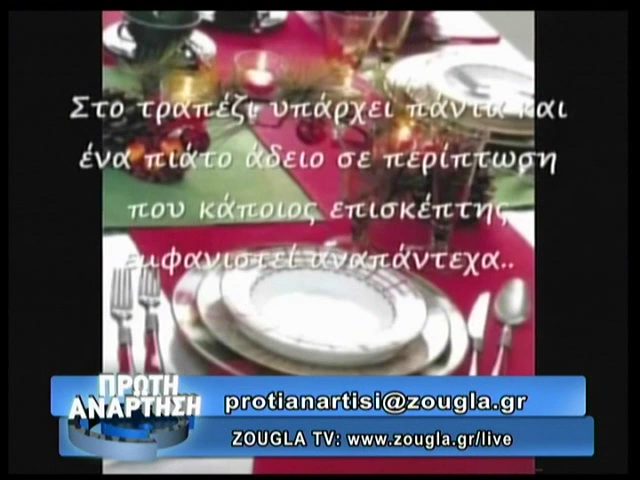 Στο τραπέζι υπάρχει πάντα και
ένα πιάτο άδειο σε περίπτωση
που κάποιος επισκέπτης
εμφανιστεί αναπάντεχα..
ΠΡΩΤΗ
ΑΝΑΡΤΗΣΗ
protianartisi@zougla.gr
ZOUGLA TV: www.zougla.gr/live